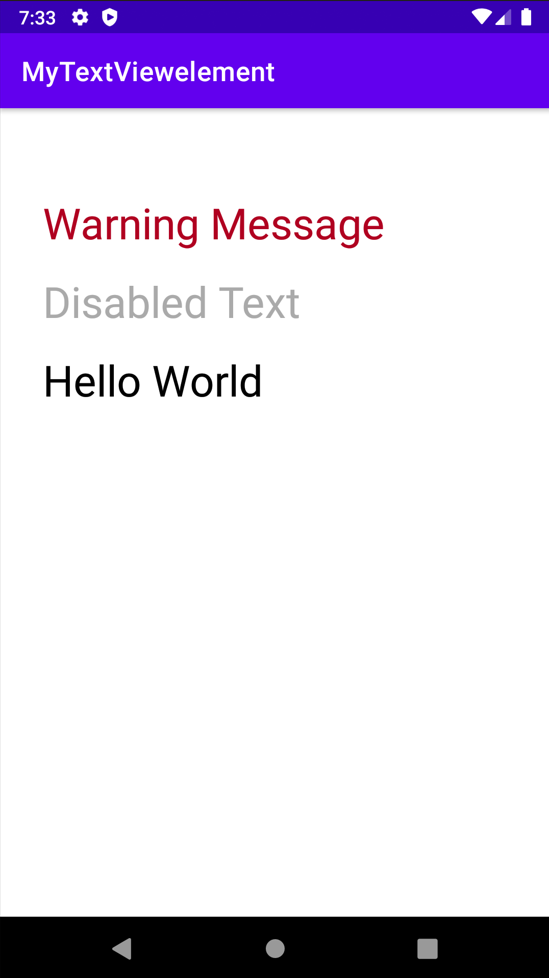 7:33
MyTextViewelement
Warning Message
Disabled Text
Hello World